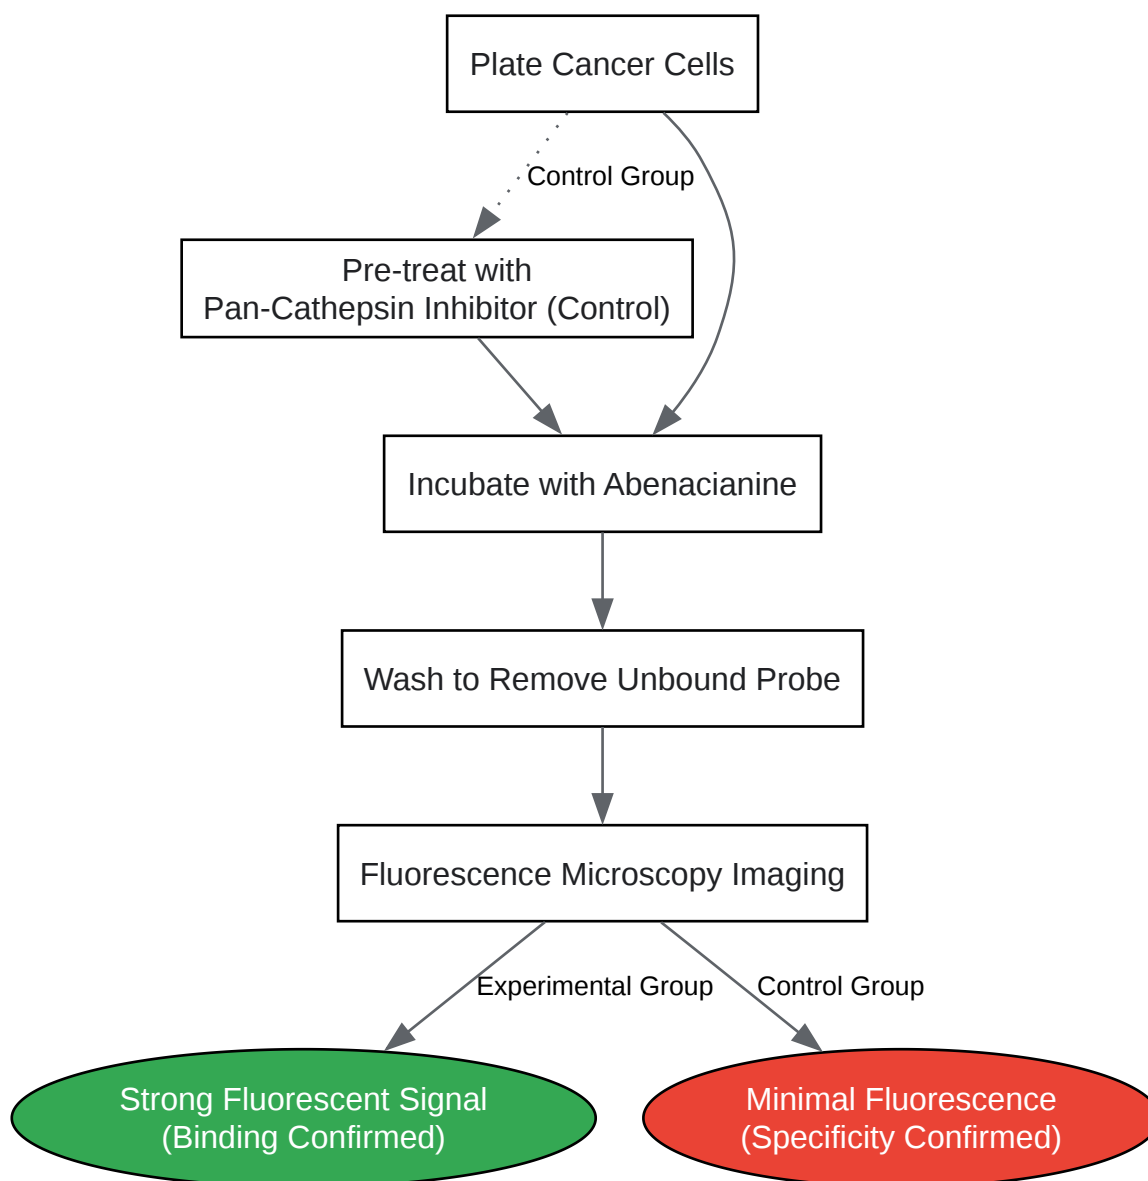 Plate Cancer Cells
Control Group
Pre-treat with
Pan-Cathepsin Inhibitor (Control)
Incubate with Abenacianine
Wash to Remove Unbound Probe
Fluorescence Microscopy Imaging
Experimental Group
Control Group
Strong Fluorescent Signal
(Binding Confirmed)
Minimal Fluorescence
(Specificity Confirmed)